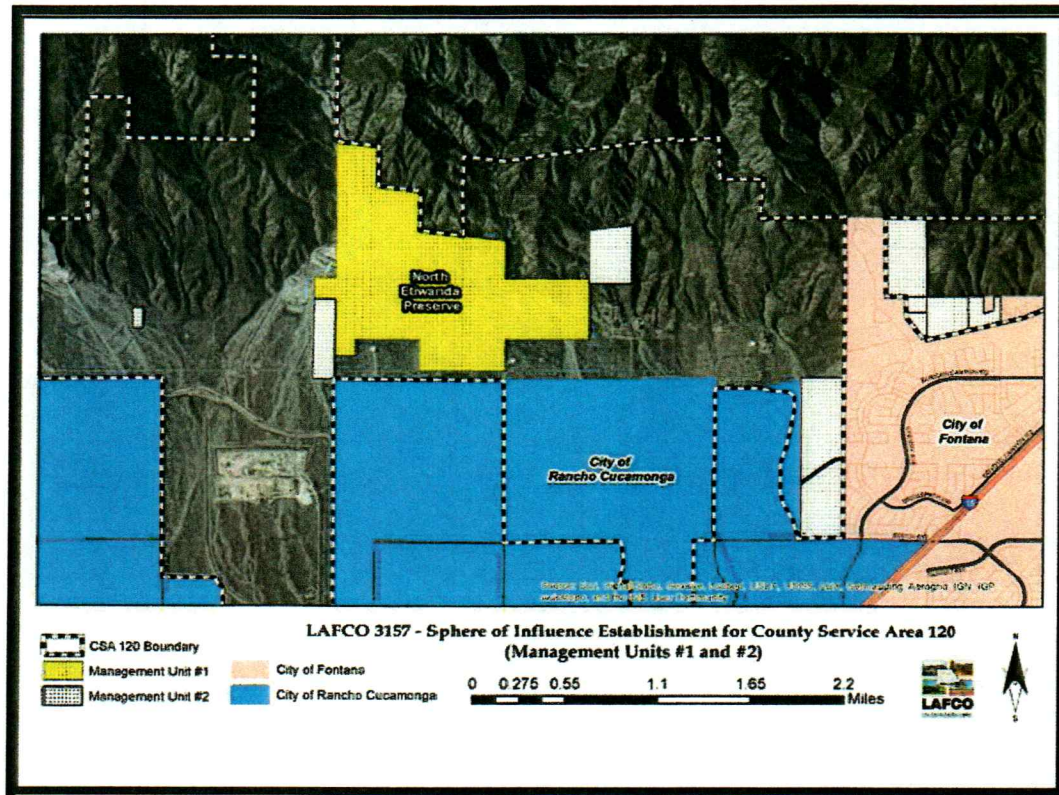 North
Etiwanda
Preserve
City of
Fontana
City of
Rancho Cucamonga
15
LAFCO 3157 - Sphere of Influence Establishment for County Service Area 120
(Management Units #1 and #2)
CSA 120 Boundary
Management Unit #1
Management Unit #2
City of Fontana
City of Rancho Cucamonga
0 0.275 0.55 1.1 1.65 2.2
Miles
LAFCO
N
S